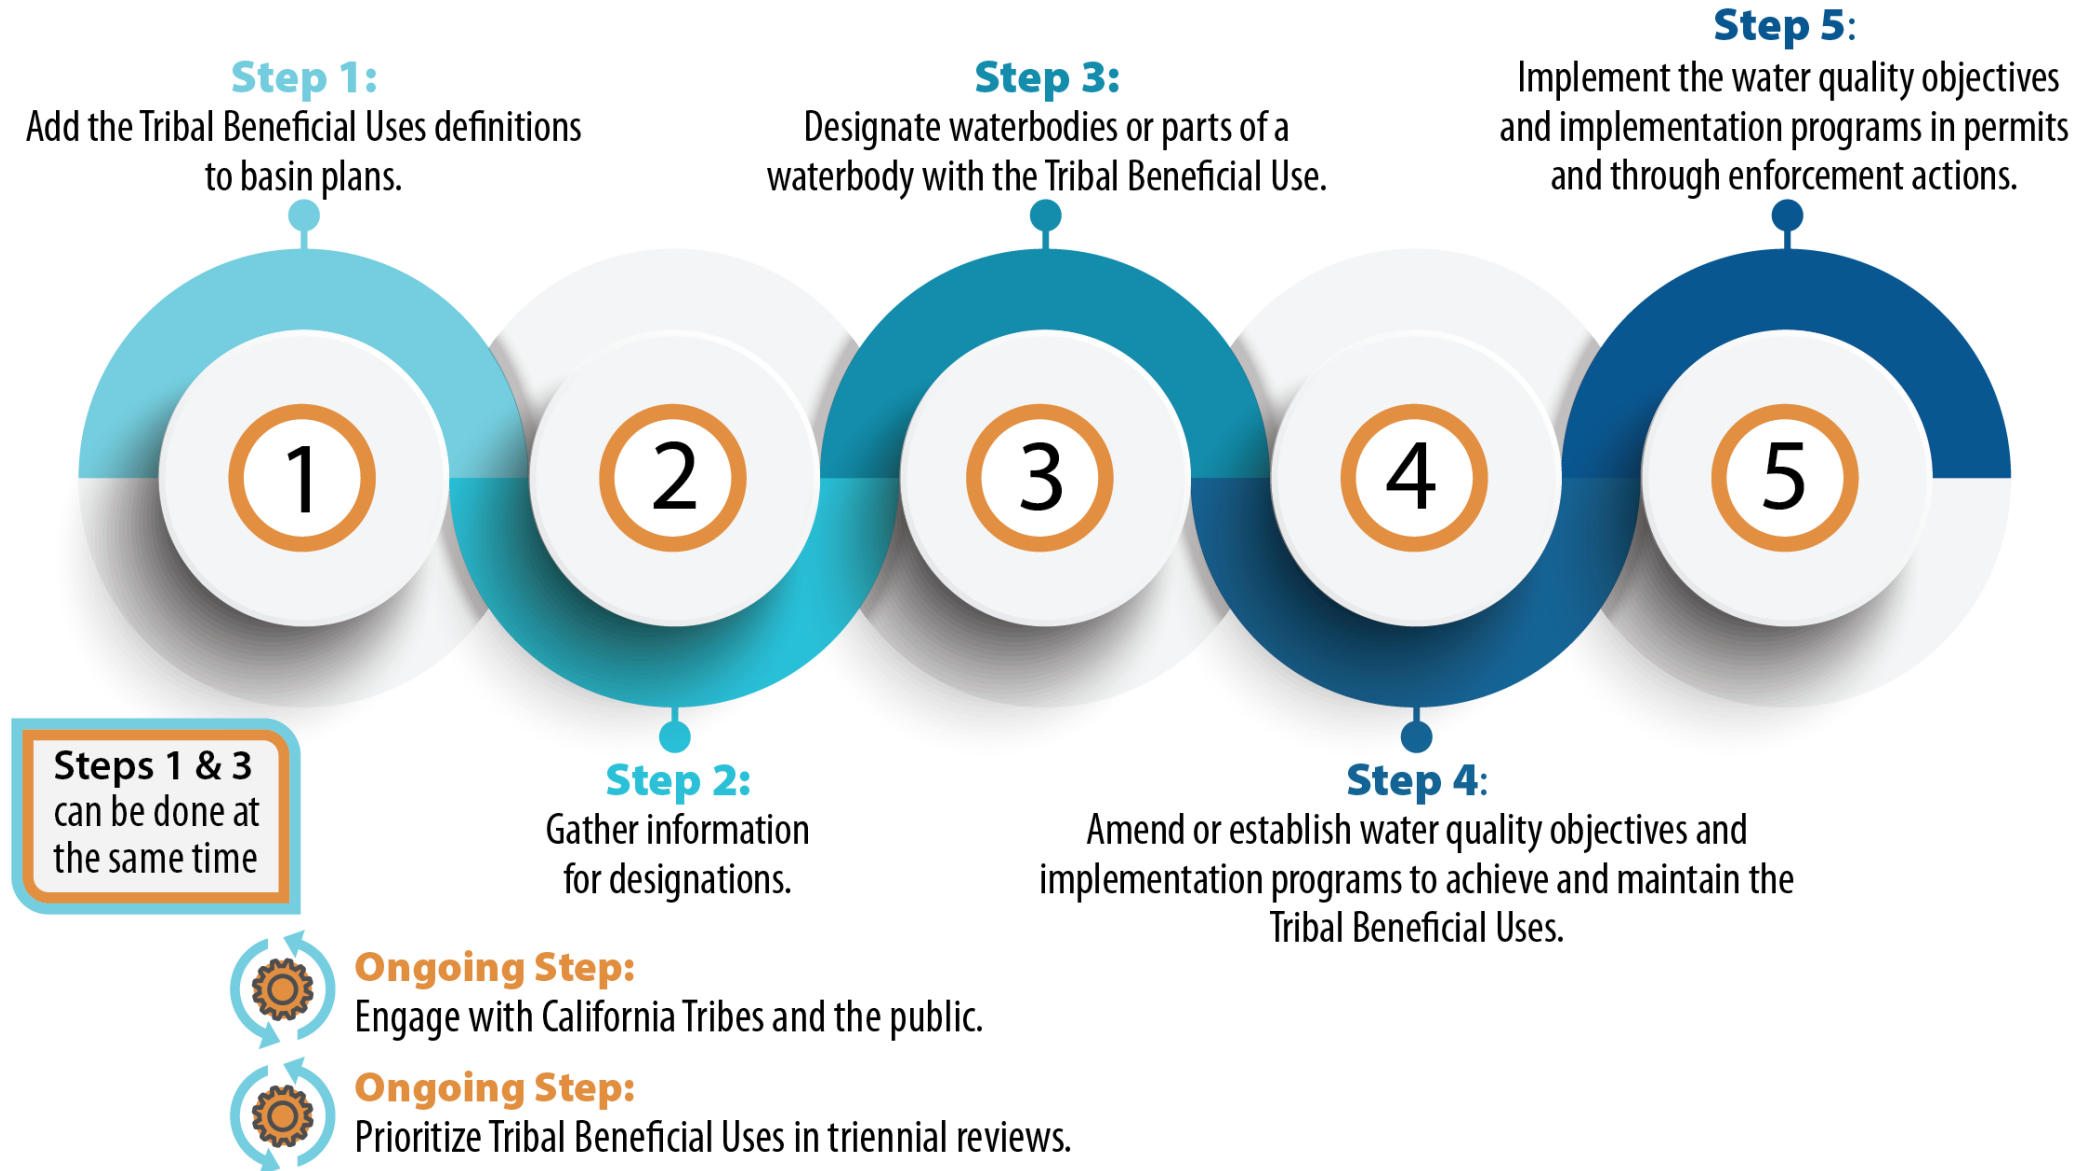 Step 1:
Add the Tribal Beneficial Uses definitions
to basin plans.
Step 3:
Designate waterbodies or parts of a
waterbody with the Tribal Beneficial Use.
Step 5:
Implement the water quality objectives
and implementation programs in permits
and through enforcement actions.
1
2
3
4
5
Steps 1 & 3
can be done at
the same time
Step 2:
Gather information
for designations.
Step 4:
Amend or establish water quality objectives and
implementation programs to achieve and maintain the
Tribal Beneficial Uses.
Ongoing Step:
Engage with California Tribes and the public.
Ongoing Step:
Prioritize Tribal Beneficial Uses in triennial reviews.